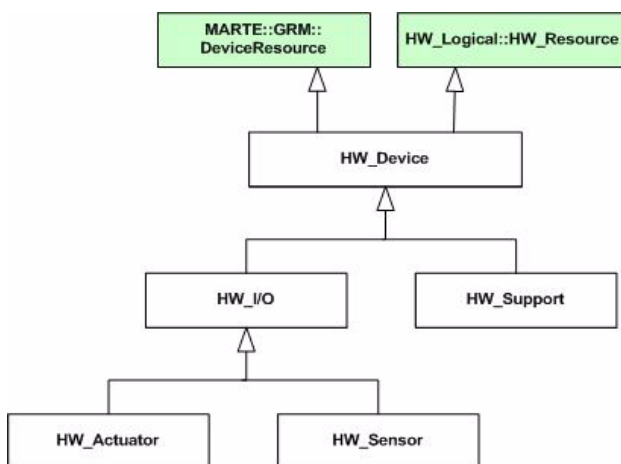 MARTE::GRM::
DeviceResource
HW_Logical::HW_Resource
HW_Device
HW_I/O
HW_Support
HW_Actuator
HW_Sensor